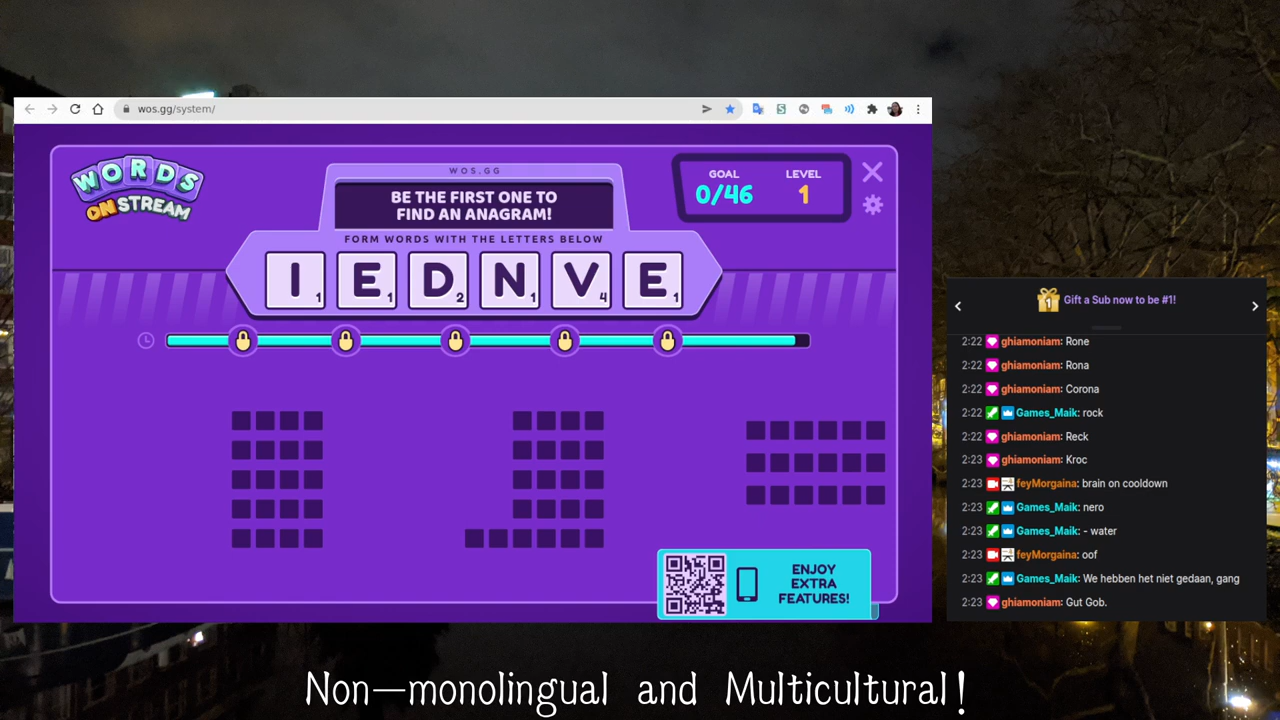 wos.gg/system/
WORDS
ON STREAM
WOS.GG
BE THE FIRST ONE TO
FIND AN ANAGRAM!
GOAL
0/46
LEVEL
1
FORM WORDS WITH THE LETTERS BELOW
I 1 E 1 D 2 N 1 V 4 E 1
ENJOY
EXTRA
FEATURES!
1 Gift a Sub now to be #1!
2:22 ghiamoniam: Rone
2:22 ghiamoniam: Rona
2:22 ghiamoniam: Corona
2:22 Games_Maik: rock
2:22 ghiamoniam: Reck
2:23 ghiamoniam: Kroc
2:23 feyMorgaina: brain on cooldown
2:23 Games_Maik: nero
2:23 Games_Maik: - water
2:23 feyMorgaina: oof
2:23 Games_Maik: We hebben het niet gedaan, gang
2:23 ghiamoniam: Gut Gob.
Non-monolingual and Multicultural!